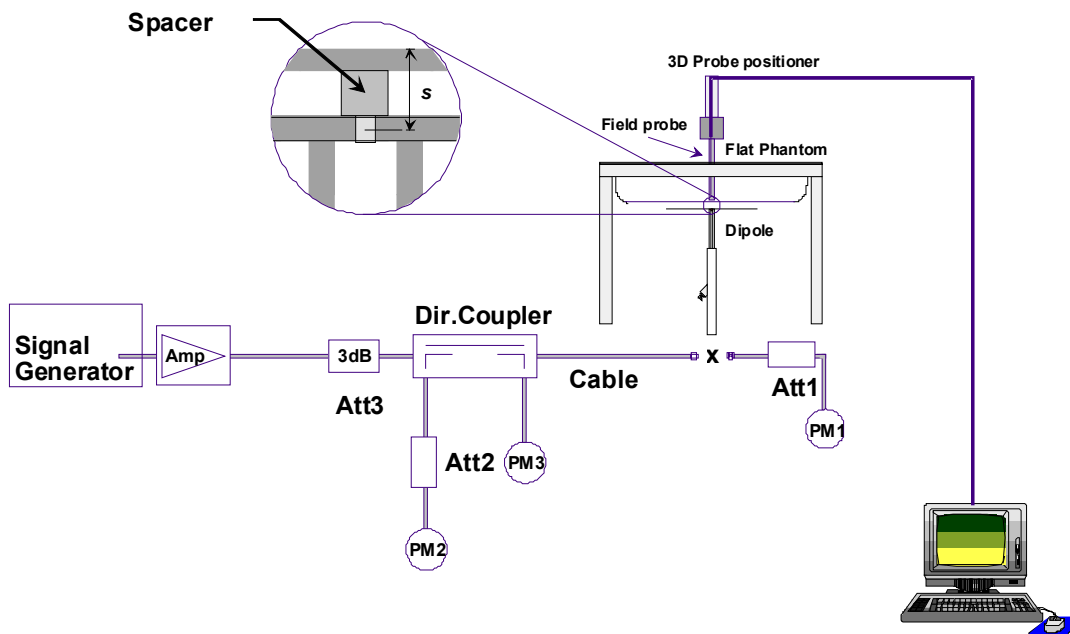 Spacer
s
3D Probe positioner
Field probe
Flat Phantom
Dipole
Signal
Generator
Amp
3dB
Att3
Dir.Coupler
Cable
x
Att1
PM1
Att2
PM3
PM2